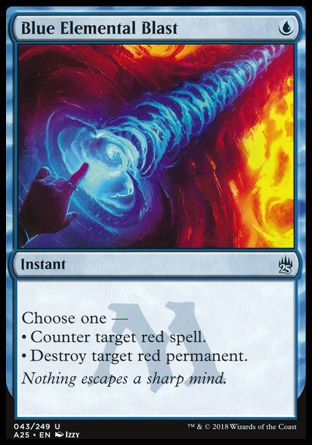 Blue Elemental Blast
Instant
25
Choose one —
• Counter target red spell.
• Destroy target red permanent.
Nothing escapes a sharp mind.
043/249 U
A25 • EN Izzy
™ & © 2018 Wizards of the Coast